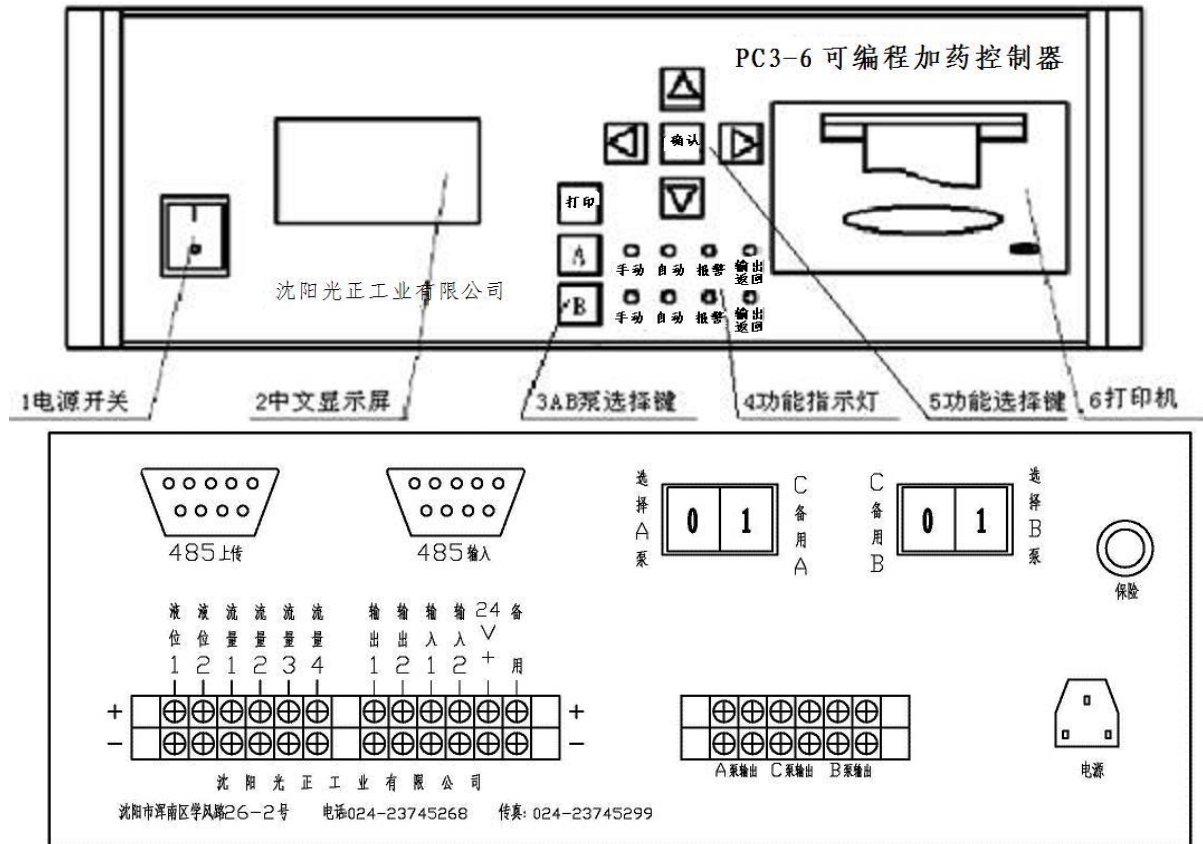 PC3-6可编程加药控制器
确认
打印
A
手动 自动 报警 输出返回
沈阳光正工业有限公司
B
手动 自动 报警 输出返回
1电源开关 2中文显示屏 3AB泵选择键 4功能指示灯 5功能选择键 6打印机
485上传 485输入
选择A泵 0 1 C备用A
C备用B 0 1 选择B泵
保险
液位1 液位2 流量1 流量2 流量3 流量4 输出1 输出2 输入1 输入2 24V+ 备用
+ +
- -
A泵输出 C泵输出 B泵输出
电源
沈阳光正工业有限公司
沈阳市浑南区学风路26-2号 电话:024-23745268 传真:024-23745299